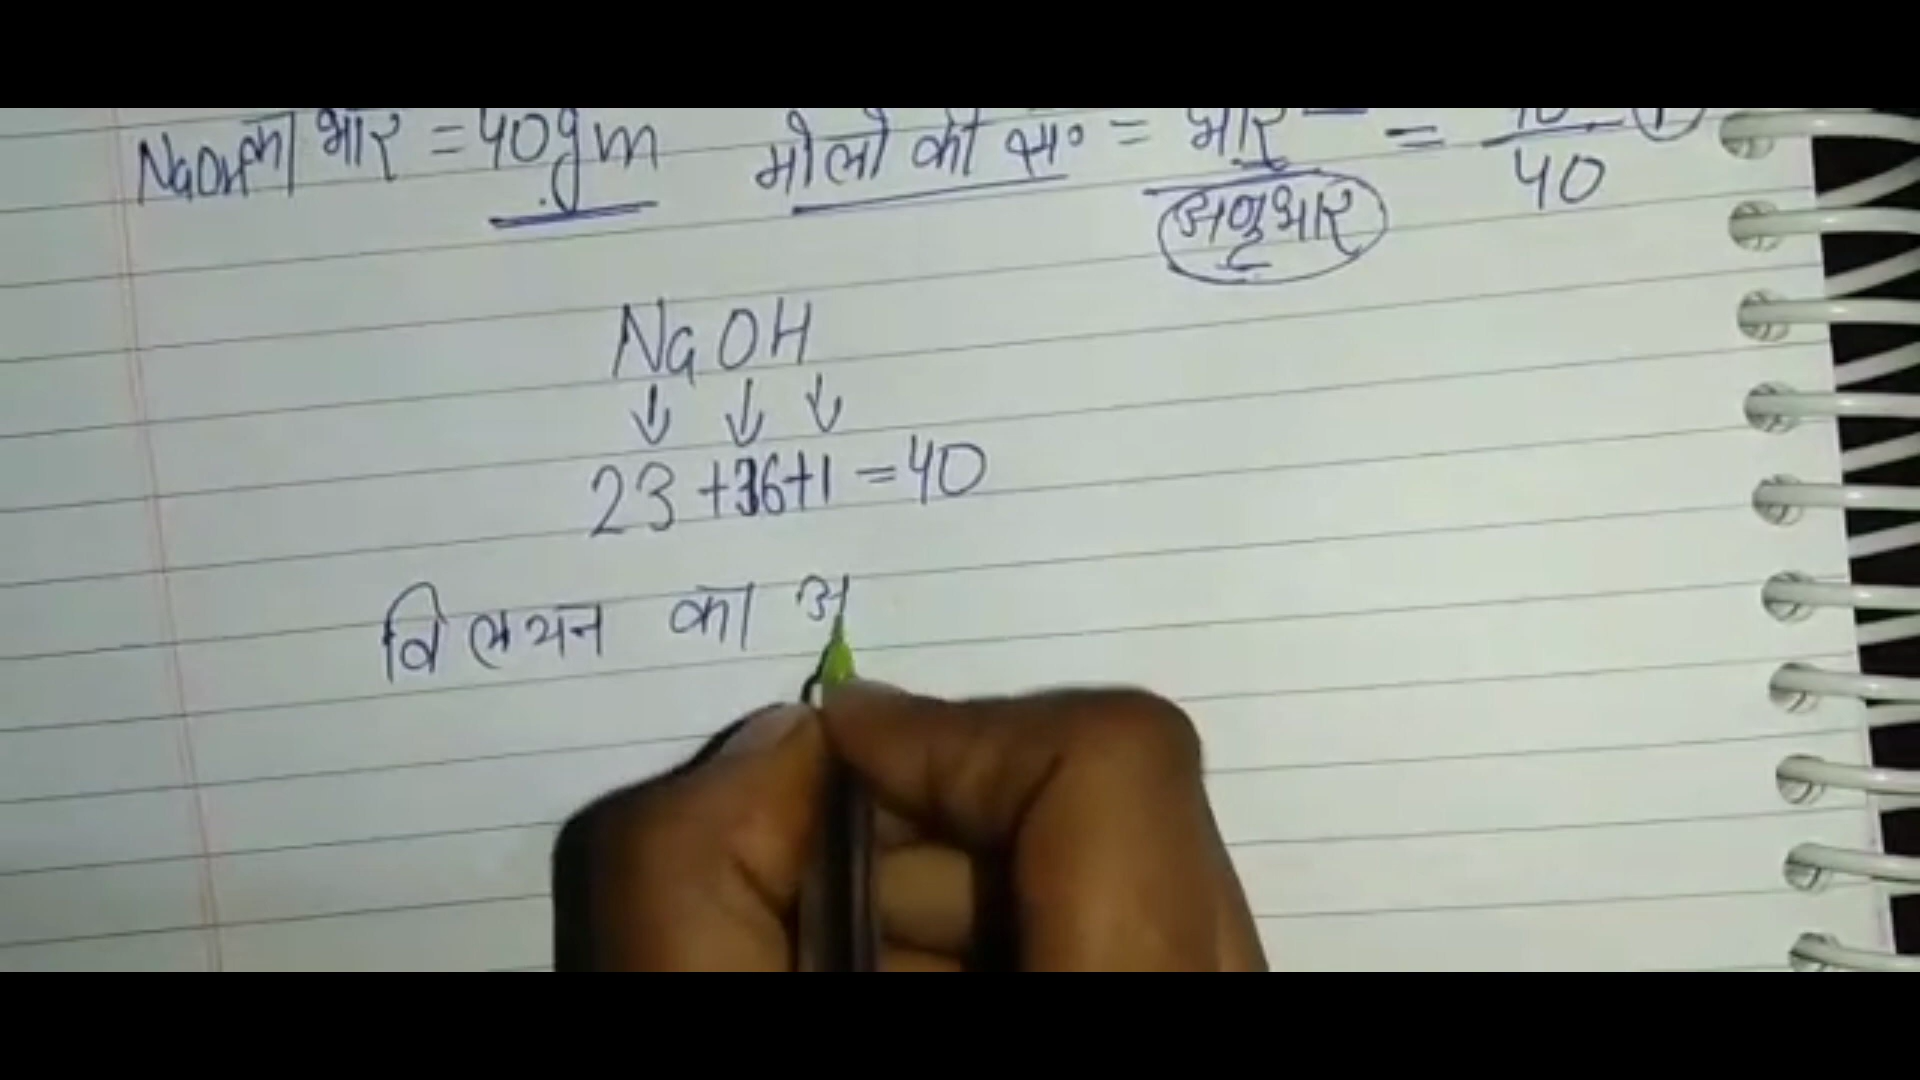 NaOH का भार = 40gm मोलो की सं० = भार / अणुभार = 40 / 40
NaOH
↓ ↓ ↓
23 + 16 + 1 = 40
विलयन का अ